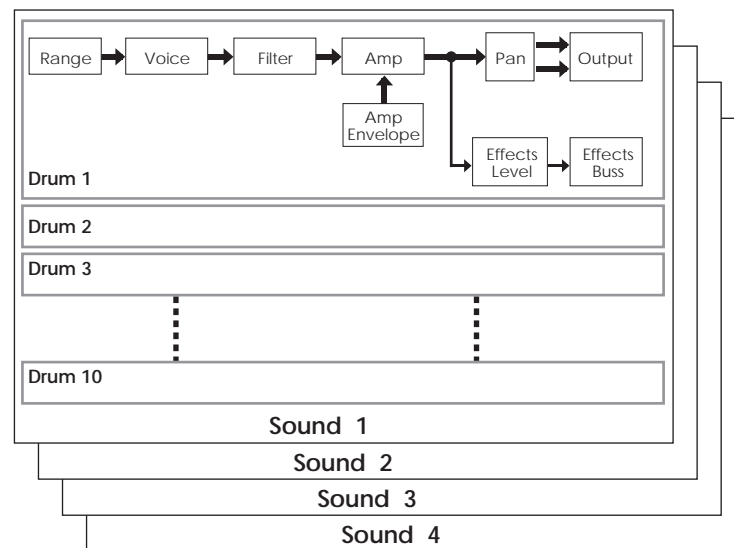 Range
Voice
Filter
Amp
Pan
Output
Amp
Envelope
Effects
Level
Effects
Buss
Drum 1
Drum 2
Drum 3
Drum 10
Sound 1
Sound 2
Sound 3
Sound 4